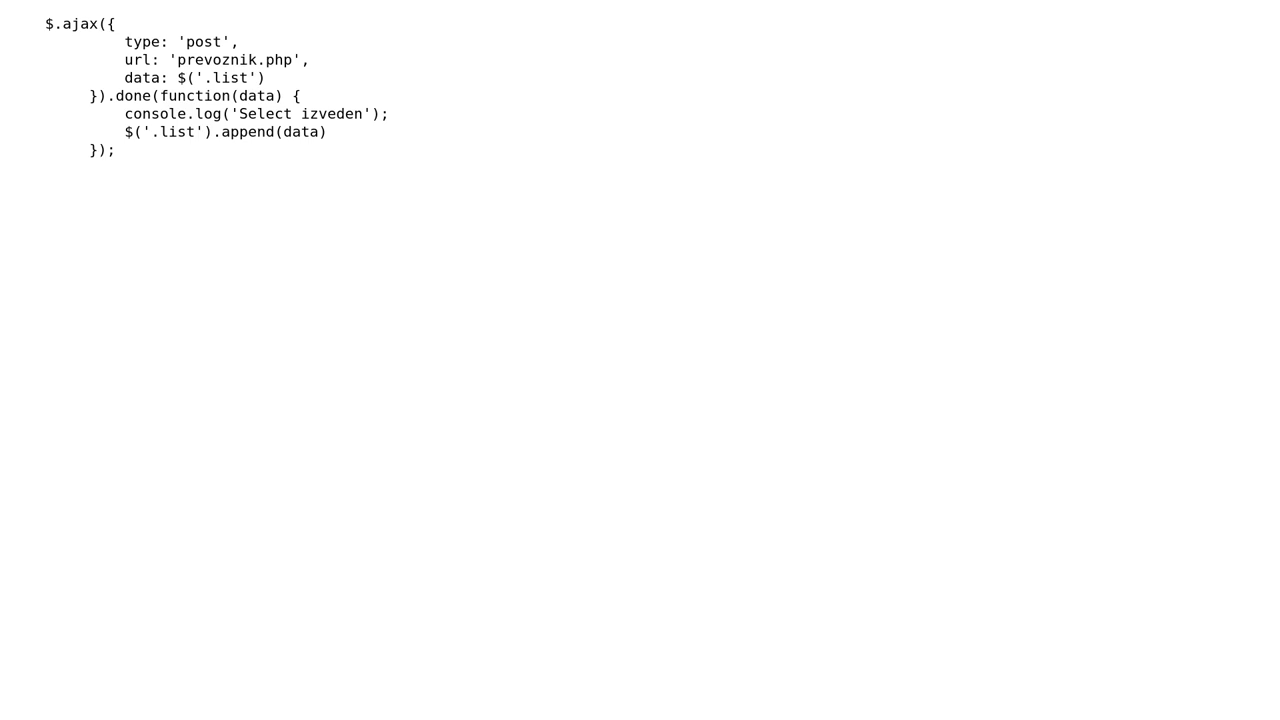 $.ajax({
type: 'post',
url: 'prevoznik.php',
data: $('.list')
}).done(function(data) {
console.log('Select izveden');
$('.list').append(data)
});